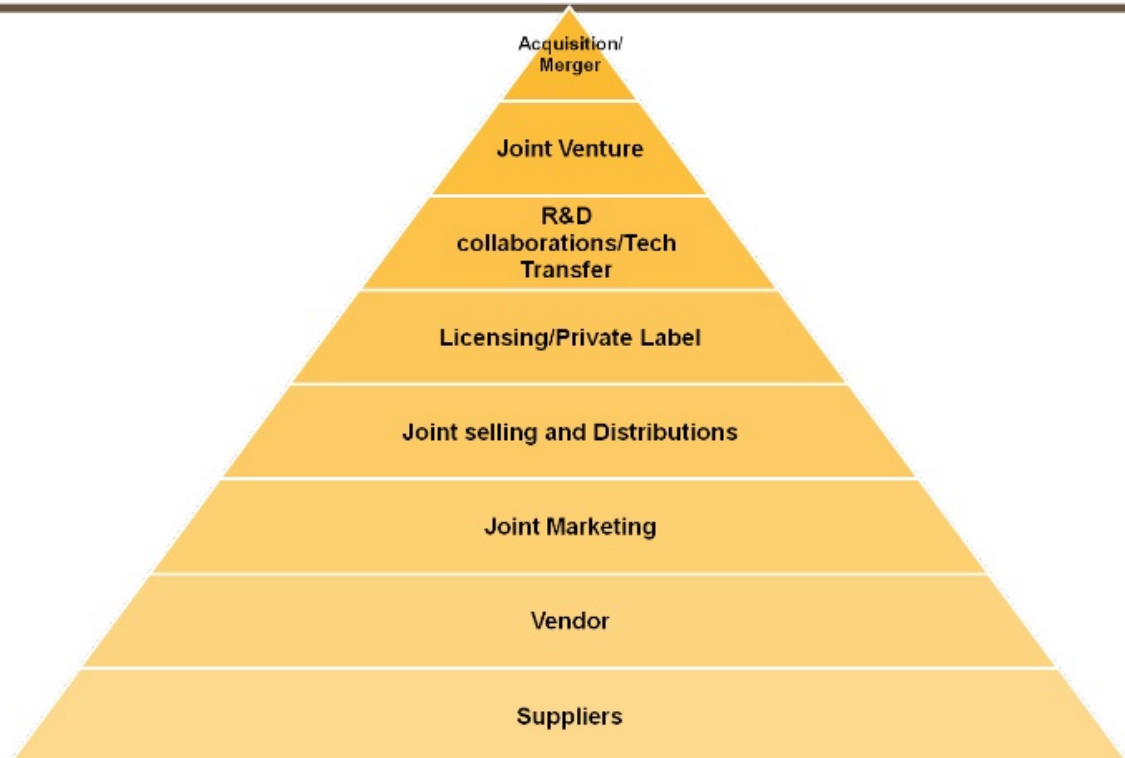 Acquisition/
Merger
Joint Venture
R&D
collaborations/Tech
Transfer
Licensing/Private Label
Joint selling and Distributions
Joint Marketing
Vendor
Suppliers